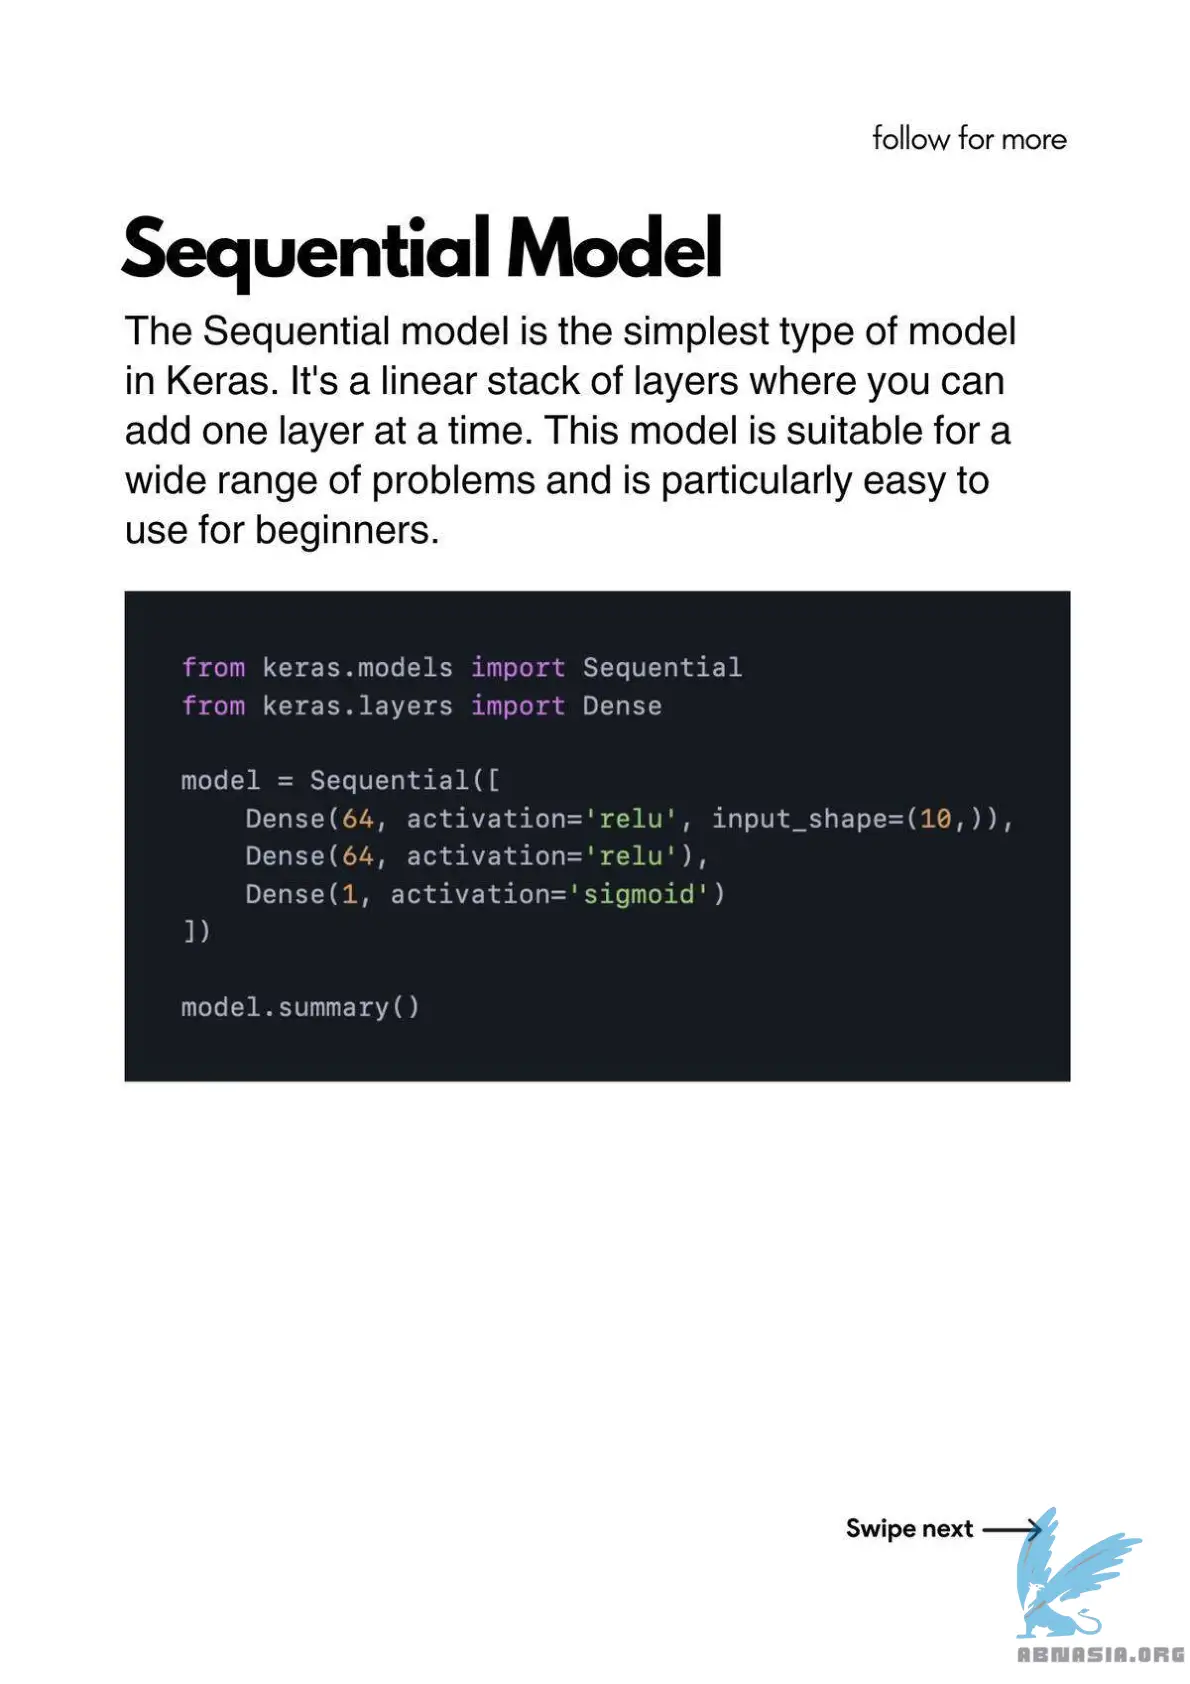 follow for more
Sequential Model
The Sequential model is the simplest type of model
in Keras. It's a linear stack of layers where you can
add one layer at a time. This model is suitable for a
wide range of problems and is particularly easy to
use for beginners.
from keras.models import Sequential
from keras.layers import Dense
model = Sequential([
    Dense(64, activation='relu', input_shape=(10,)),
    Dense(64, activation='relu'),
    Dense(1, activation='sigmoid')
])
model.summary()
Swipe next
ABNASIA.ORG